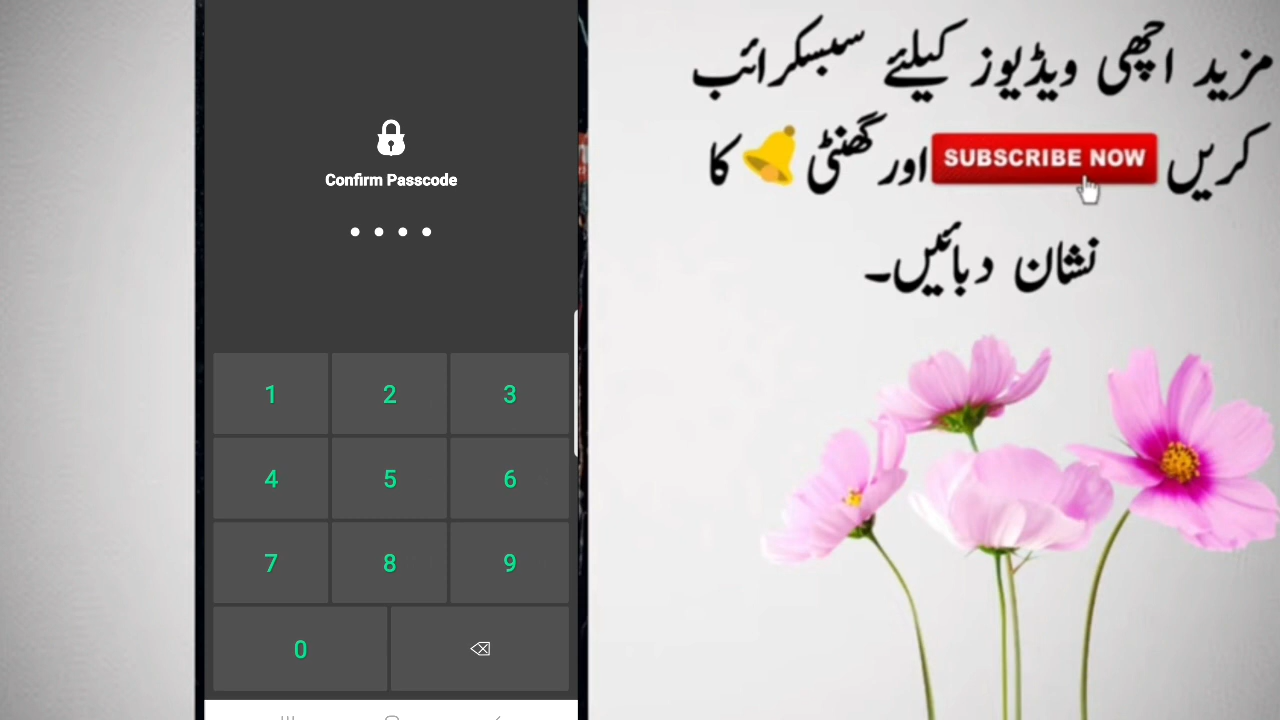 Confirm Passcode
1 2 3
4 5 6
7 8 9
0
مزید اچھی ویڈیوز کیلئے سبسکرائب
کریں SUBSCRIBE NOW اور گھنٹی کا
نشان دبائیں۔